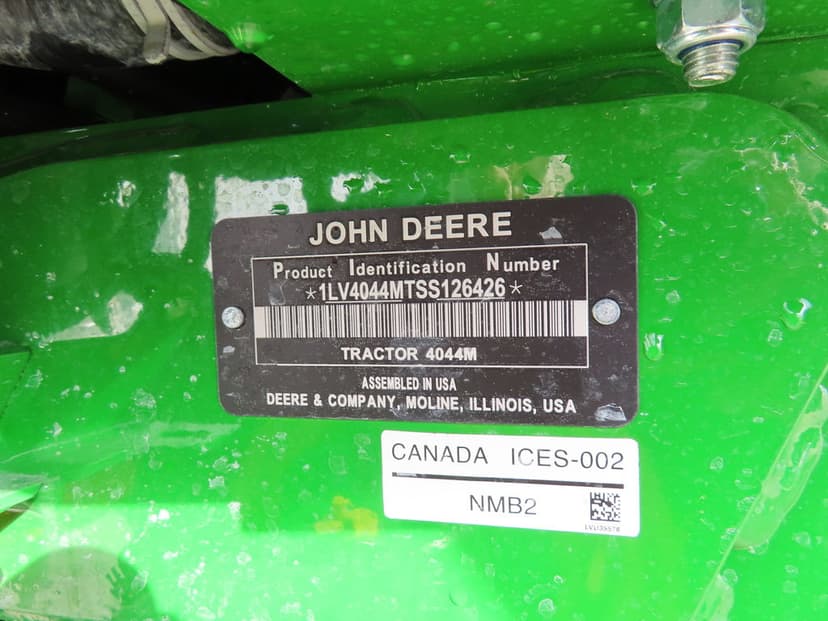 JOHN DEERE
Product Identification Number
*1LV4044MTSS126426*
TRACTOR 4044M
ASSEMBLED IN USA
DEERE & COMPANY, MOLINE, ILLINOIS, USA
CANADA ICES-002
NMB2